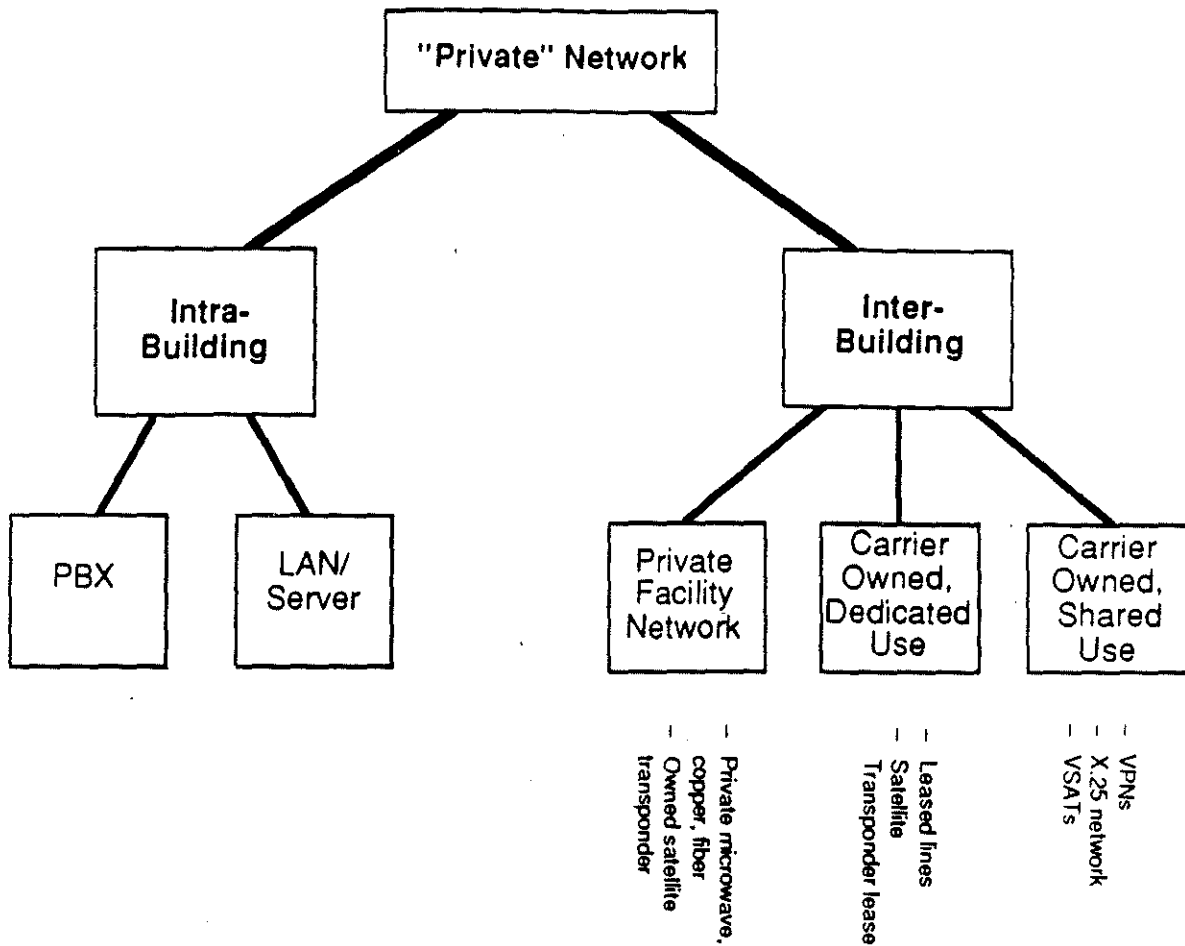 "Private" Network
Intra-
Building
Inter-
Building
PBX
LAN/
Server
Private
Facility
Network
Carrier
Owned,
Dedicated
Use
Carrier
Owned,
Shared
Use
– Private microwave,
copper, fiber
– Owned satellite
transponder
– Leased lines
– Satellite
Transponder lease
– VPNs
– X.25 network
– VSATs